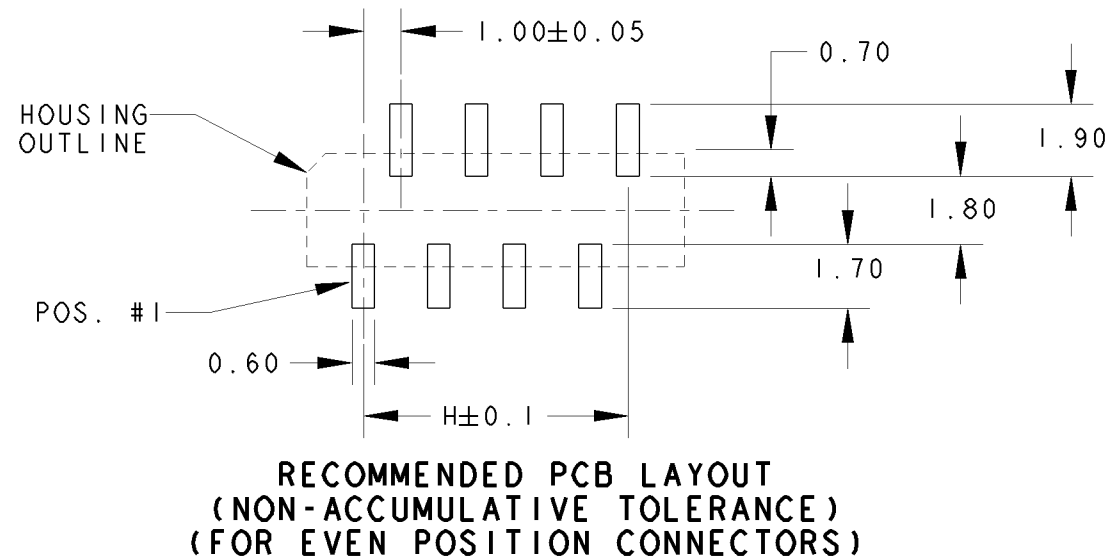 1.00±0.05
0.70
HOUSING
OUTLINE
1.90
1.80
1.70
POS. #1
0.60
H±0.1
RECOMMENDED PCB LAYOUT
(NON-ACCUMULATIVE TOLERANCE)
(FOR EVEN POSITION CONNECTORS)